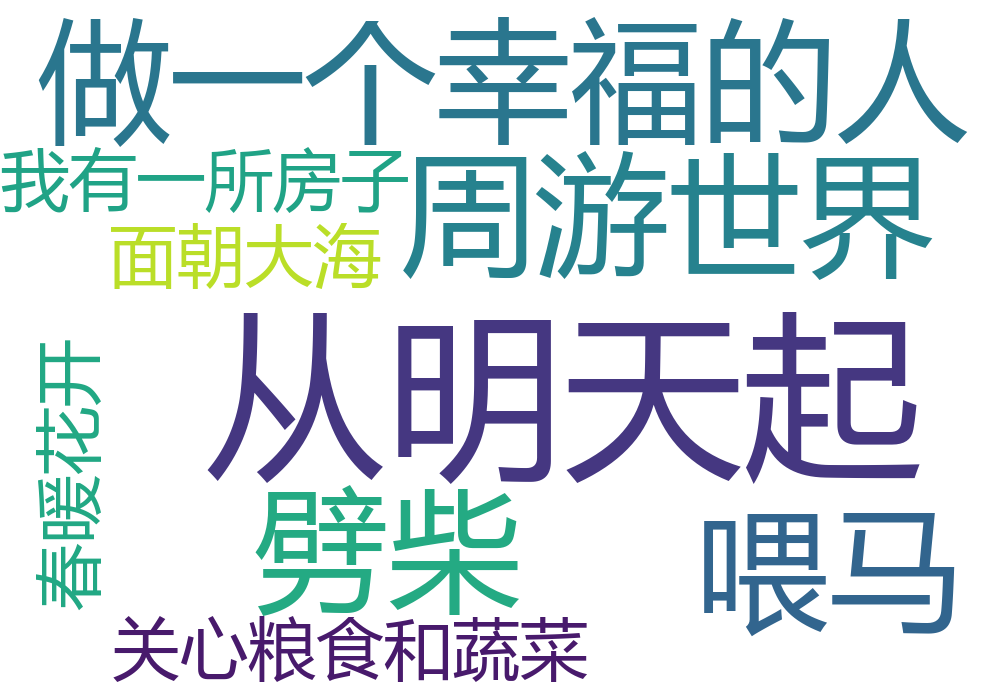 做一个幸福的人
我有一所房子
周游世界
面朝大海
从明天起
春暖花开
劈柴
喂马
关心粮食和蔬菜